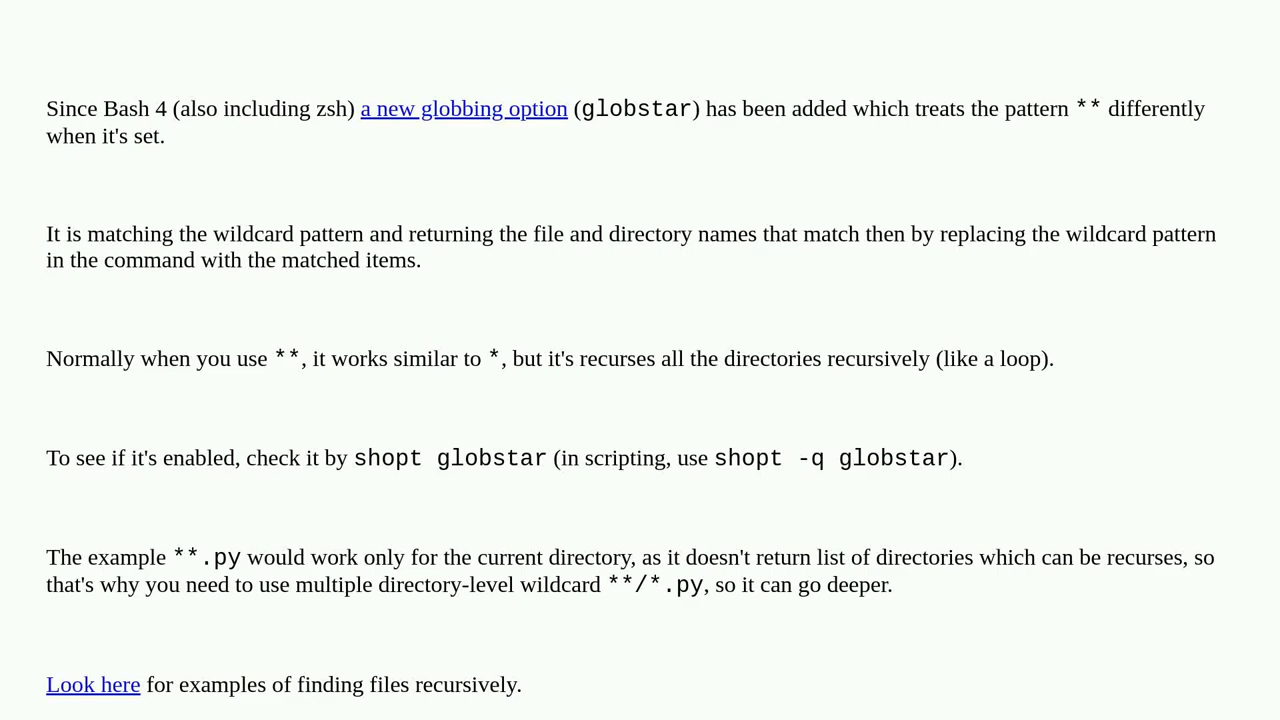 Since Bash 4 (also including zsh) a new globbing option (globstar) has been added which treats the pattern ** differently
when it's set.
It is matching the wildcard pattern and returning the file and directory names that match then by replacing the wildcard pattern
in the command with the matched items.
Normally when you use **, it works similar to *, but it's recurses all the directories recursively (like a loop).
To see if it's enabled, check it by shopt globstar (in scripting, use shopt -q globstar).
The example **.py would work only for the current directory, as it doesn't return list of directories which can be recurses, so
that's why you need to use multiple directory-level wildcard **/*.py, so it can go deeper.
Look here for examples of finding files recursively.